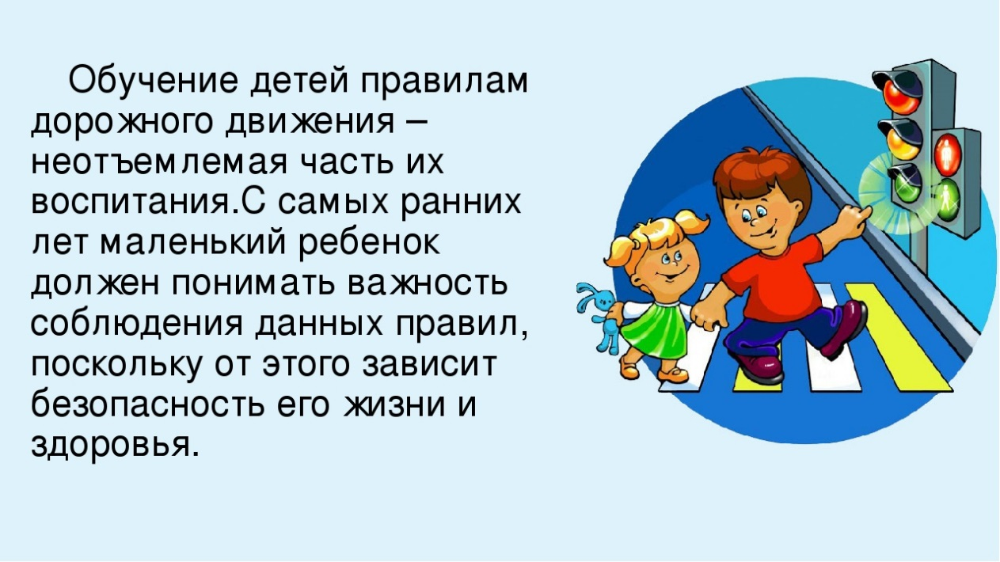 Обучение детей правилам
дорожного движения –
неотъемлемая часть их
воспитания.С самых ранних
лет маленький ребенок
должен понимать важность
соблюдения данных правил,
поскольку от этого зависит
безопасность его жизни и
здоровья.